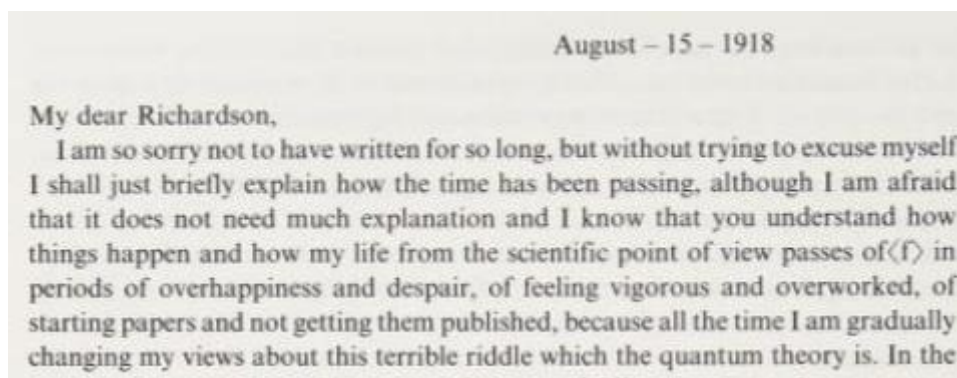 August – 15 – 1918
My dear Richardson,
I am so sorry not to have written for so long, but without trying to excuse myself
I shall just briefly explain how the time has been passing, although I am afraid
that it does not need much explanation and I know that you understand how
things happen and how my life from the scientific point of view passes of⟨f⟩ in
periods of overhappiness and despair, of feeling vigorous and overworked, of
starting papers and not getting them published, because all the time I am gradually
changing my views about this terrible riddle which the quantum theory is. In the